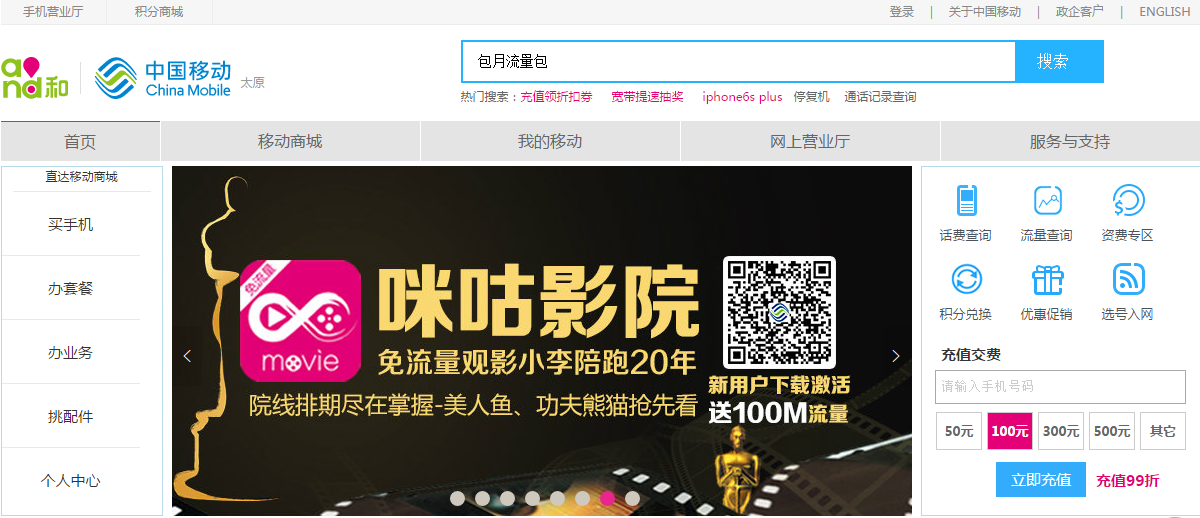 手机营业厅 积分商城 登录 | 关于中国移动 | 政企客户 | ENGLISH
and和 中国移动 China Mobile 太原
包月流量包 搜索
热门搜索：充值领折扣券 宽带提速抽奖 iphone6s plus 停复机 通话记录查询
首页 移动商城 我的移动 网上营业厅 服务与支持
直达移动商城
买手机
办套餐
办业务
挑配件
个人中心
免流量
movie
咪咕影院
免流量观影小李陪跑20年
院线排期尽在掌握-美人鱼、功夫熊猫抢先看
新用户下载激活
送100M流量
话费查询 流量查询 资费专区
积分兑换 优惠促销 选号入网
充值交费
请输入手机号码
50元 100元 300元 500元 其它
立即充值 充值99折